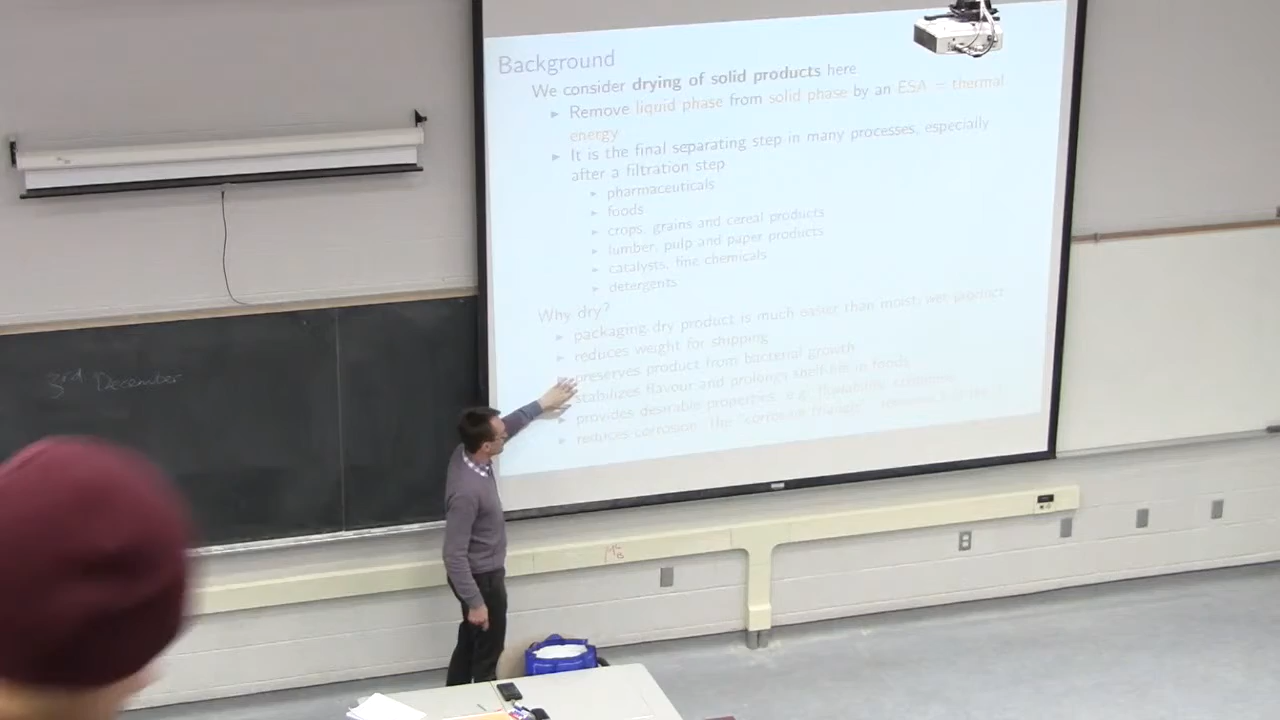 Background
We consider drying of solid products here
Remove liquid phase from solid phase by an ESA = thermal
energy
It is the final separating step in many processes, especially
after a filtration step
pharmaceuticals
foods
crops, grains and cereal products
lumber, pulp and paper products
catalysts, fine chemicals
detergents
Why dry?
packaging dry product is much easier than moist, wet product
reduces weight for shipping
preserves product from bacterial growth
stabilizes flavour and prolongs shelf-life in foods
provides desirable properties: e.g. flowability,
reduces corrosion: the "corrosion triangle":
3rd December